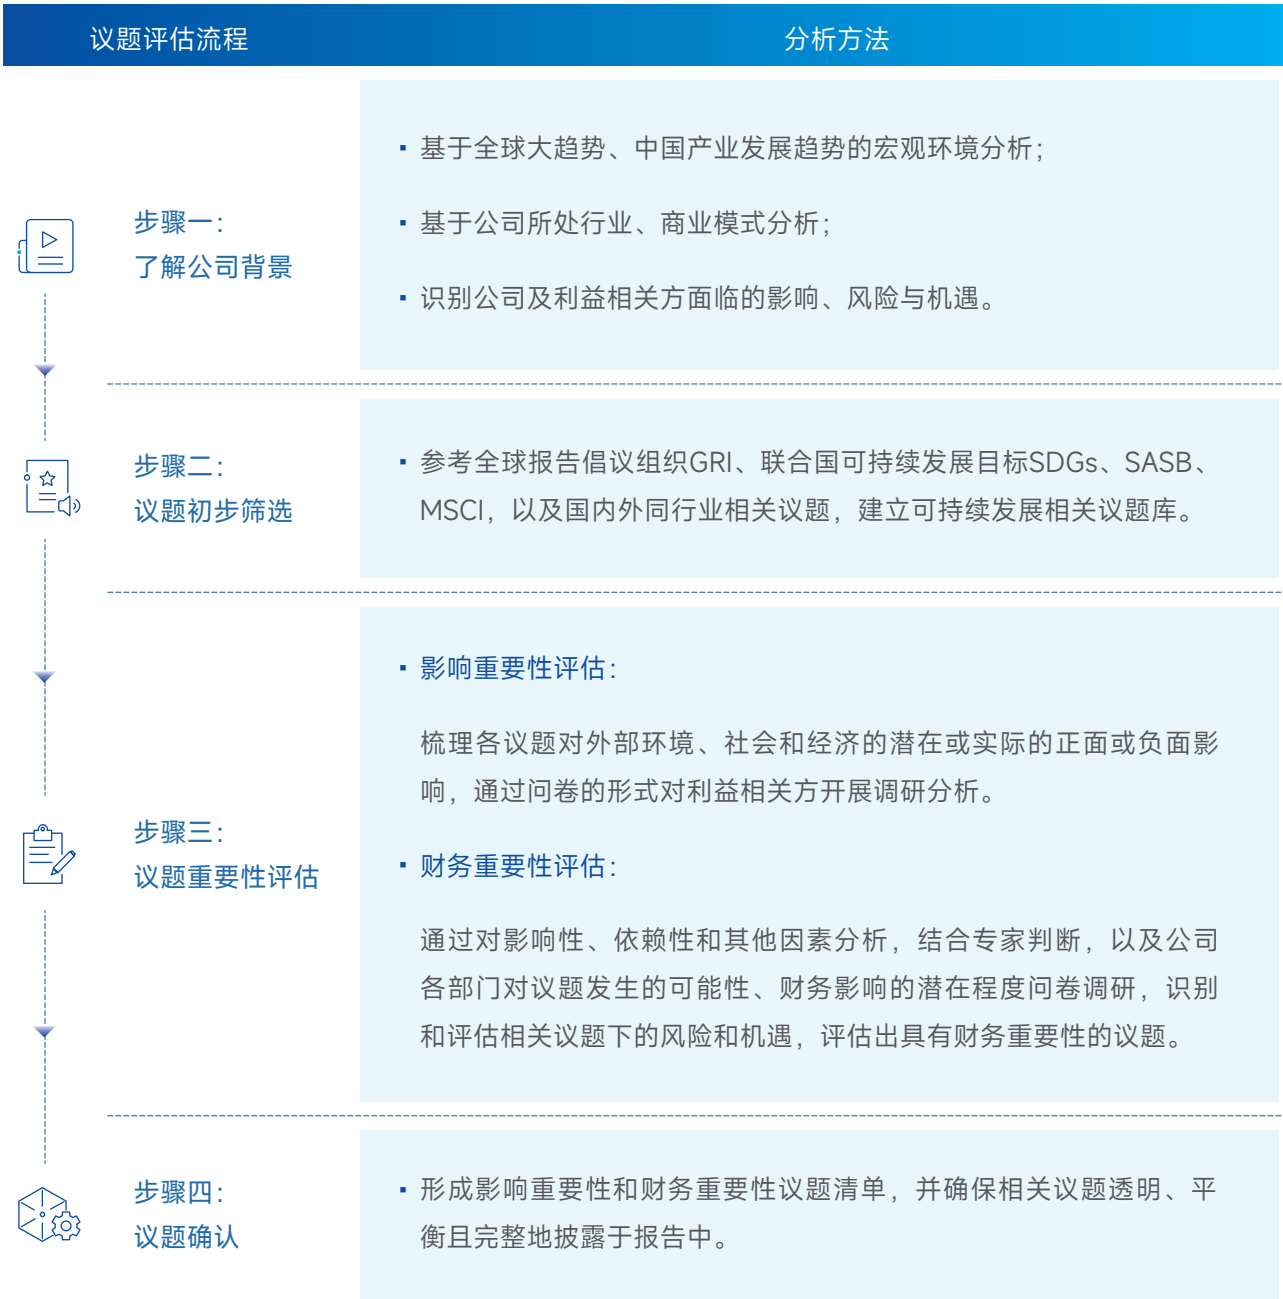 议题评估流程
分析方法
步骤一：
了解公司背景
▪ 基于全球大趋势、中国产业发展趋势的宏观环境分析；
▪ 基于公司所处行业、商业模式分析；
▪ 识别公司及利益相关方面临的影响、风险与机遇。
步骤二：
议题初步筛选
▪ 参考全球报告倡议组织GRI、联合国可持续发展目标SDGs、SASB、
MSCI，以及国内外同行业相关议题，建立可持续发展相关议题库。
步骤三：
议题重要性评估
▪ 影响重要性评估：
梳理各议题对外部环境、社会和经济的潜在或实际的正面或负面影
响，通过问卷的形式对利益相关方开展调研分析。
▪ 财务重要性评估：
通过对影响性、依赖性和其他因素分析，结合专家判断，以及公司
各部门对议题发生的可能性、财务影响的潜在程度问卷调研，识别
和评估相关议题下的风险和机遇，评估出具有财务重要性的议题。
步骤四：
议题确认
▪ 形成影响重要性和财务重要性议题清单，并确保相关议题透明、平
衡且完整地披露于报告中。